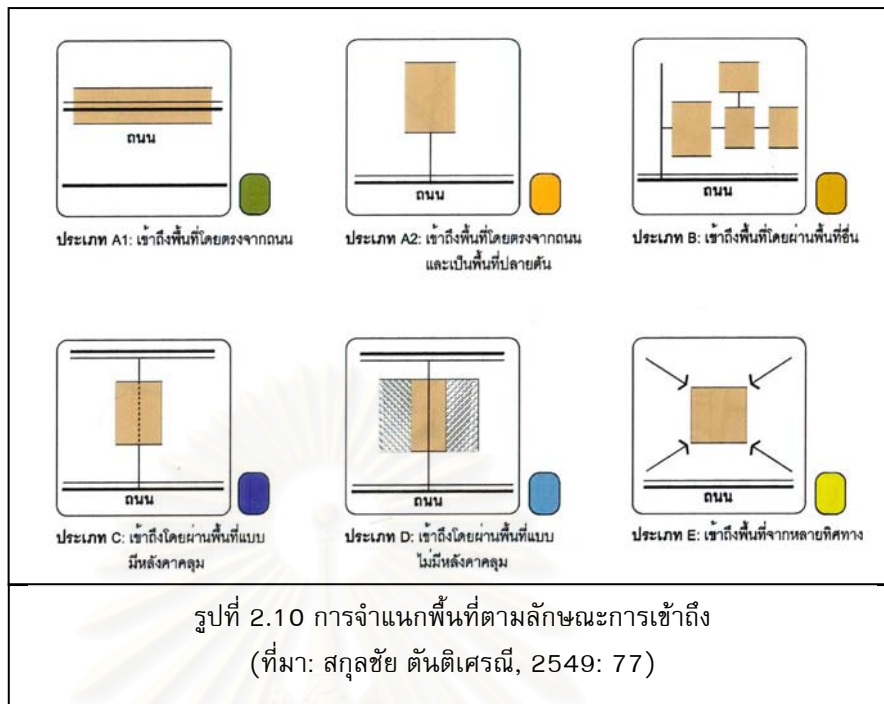 ถนน
ประเภท A1: เข้าถึงพื้นที่โดยตรงจากถนน
ถนน
ประเภท A2: เข้าถึงพื้นที่โดยตรงจากถนน
และเป็นพื้นที่ปลายตัน
ถนน
ประเภท B: เข้าถึงพื้นที่โดยผ่านพื้นที่อื่น
ถนน
ประเภท C: เข้าถึงโดยผ่านพื้นที่แบบ
มีหลังคาคลุม
ถนน
ประเภท D: เข้าถึงโดยผ่านพื้นที่แบบ
ไม่มีหลังคาคลุม
ถนน
ประเภท E: เข้าถึงพื้นที่จากหลายทิศทาง
รูปที่ 2.10 การจำแนกพื้นที่ตามลักษณะการเข้าถึง
(ที่มา: สกุลชัย ตันติเศรณี, 2549: 77)